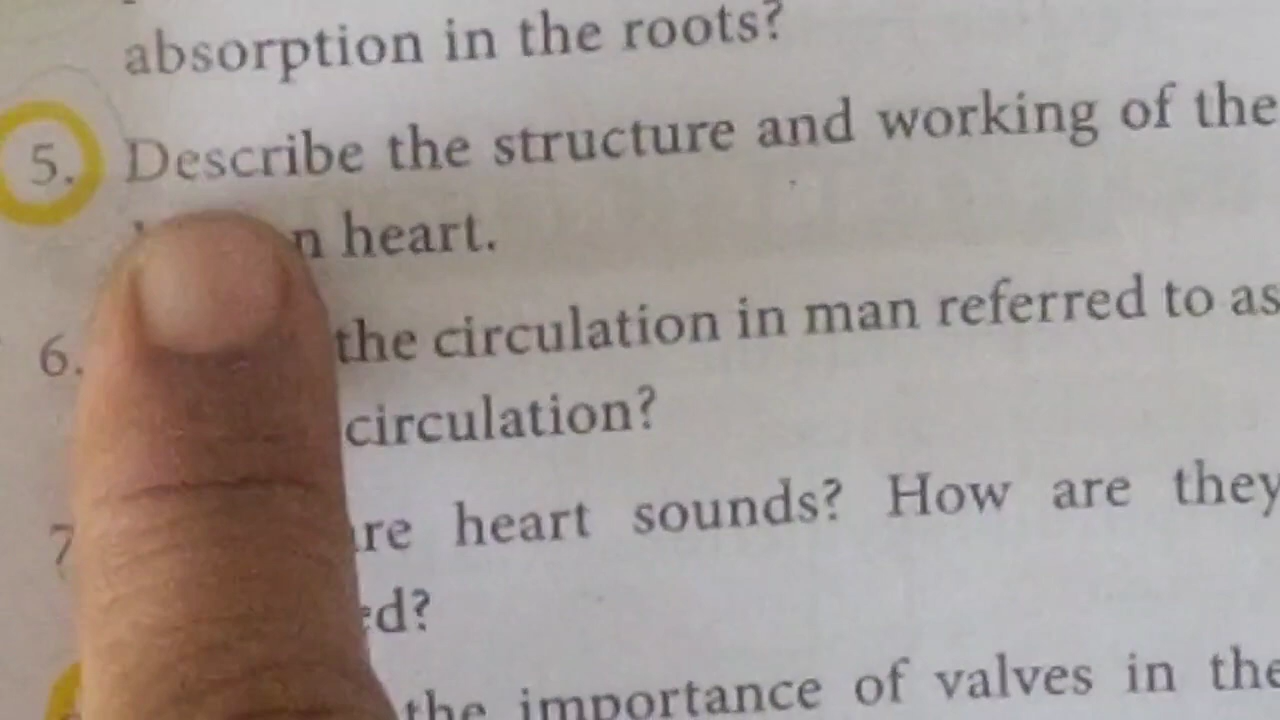 absorption in the roots?
5. Describe the structure and working of the
heart.
6. the circulation in man referred to as
circulation?
7 heart sounds? How are they
the importance of valves in the